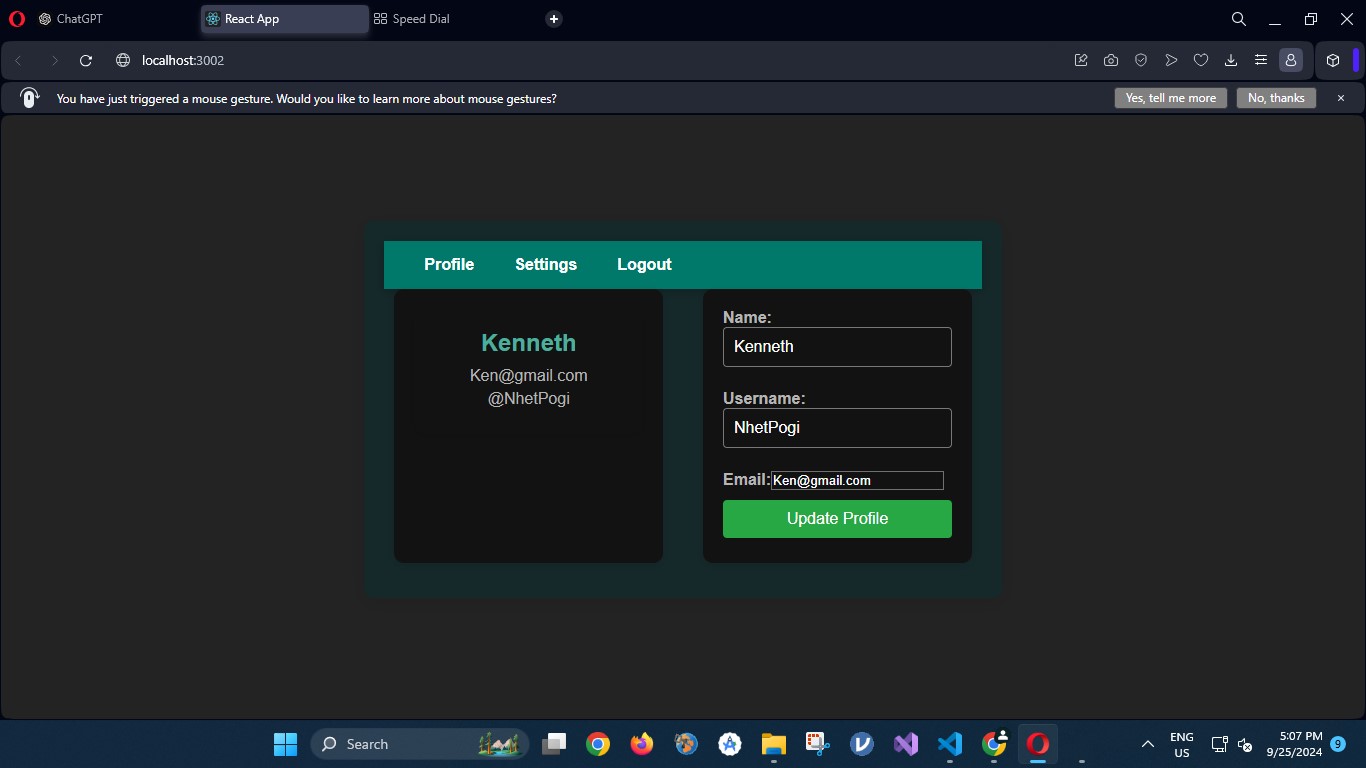 ChatGPT
React App
Speed Dial
localhost:3002
You have just triggered a mouse gesture. Would you like to learn more about mouse gestures?
Yes, tell me more
No, thanks
Profile
Settings
Logout
Kenneth
Ken@gmail.com
@NhetPogi
Name:
Kenneth
Username:
NhetPogi
Email:
Ken@gmail.com
Update Profile
Search
ENG
US
5:07 PM
9/25/2024
9